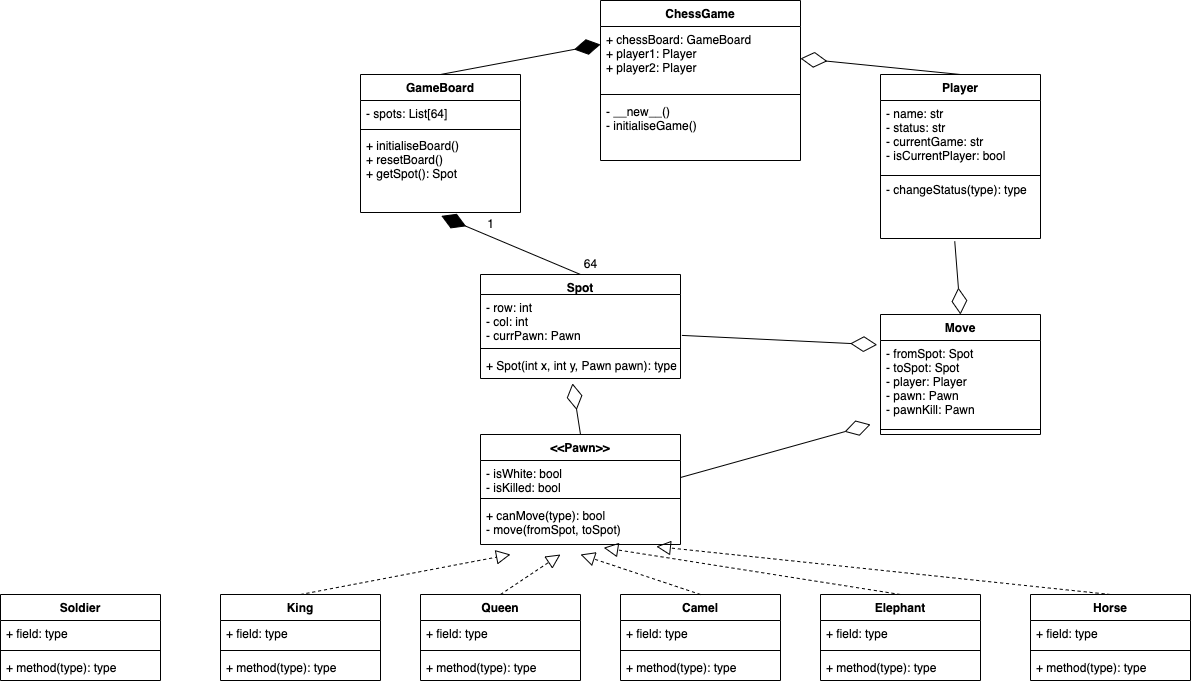 ChessGame
+ chessBoard: GameBoard
+ player1: Player
+ player2: Player
- __new__()
- initialiseGame()
GameBoard
- spots: List[64]
+ initialiseBoard()
+ resetBoard()
+ getSpot(): Spot
Player
- name: str
- status: str
- currentGame: str
- isCurrentPlayer: bool
- changeStatus(type): type
1
64
Spot
- row: int
- col: int
- currPawn: Pawn
+ Spot(int x, int y, Pawn pawn): type
Move
- fromSpot: Spot
- toSpot: Spot
- player: Player
- pawn: Pawn
- pawnKill: Pawn
<<Pawn>>
- isWhite: bool
- isKilled: bool
+ canMove(type): bool
- move(fromSpot, toSpot)
Soldier
+ field: type
+ method(type): type
King
+ field: type
+ method(type): type
Queen
+ field: type
+ method(type): type
Camel
+ field: type
+ method(type): type
Elephant
+ field: type
+ method(type): type
Horse
+ field: type
+ method(type): type